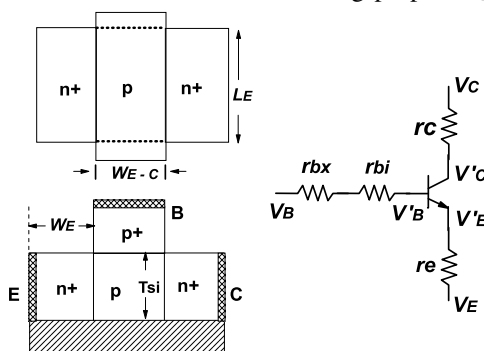 n+ p n+
LE
WE - C
B
WE
p+
E n+ p Tsi n+ C
VC
rc
V'C
rbx rbi
VB V'B V'E
re
VE